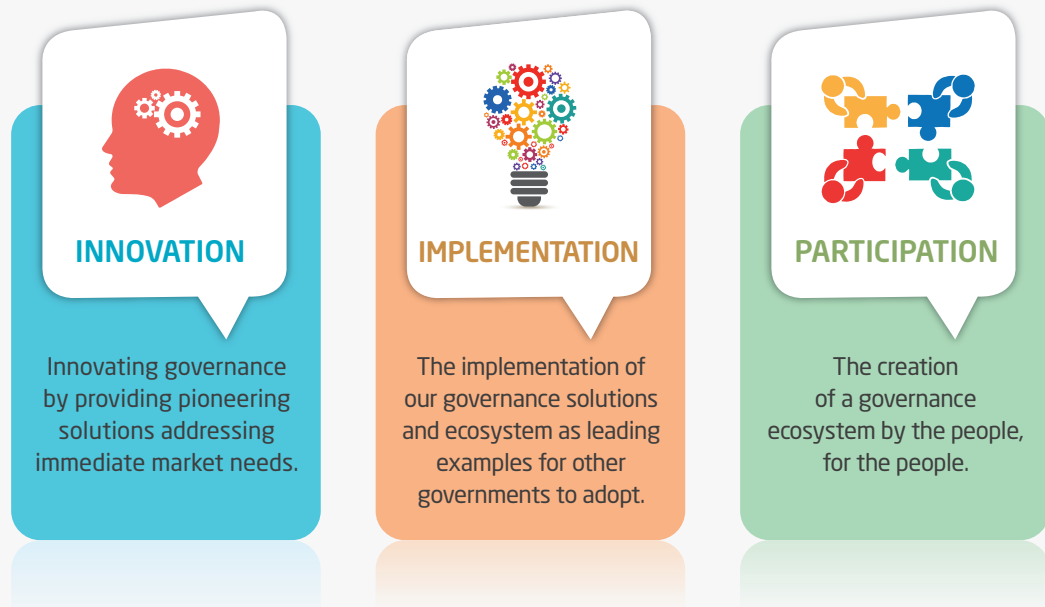 INNOVATION
Innovating governance
by providing pioneering
solutions addressing
immediate market needs.
IMPLEMENTATION
The implementation of
our governance solutions
and ecosystem as leading
examples for other
governments to adopt.
PARTICIPATION
The creation
of a governance
ecosystem by the people,
for the people.